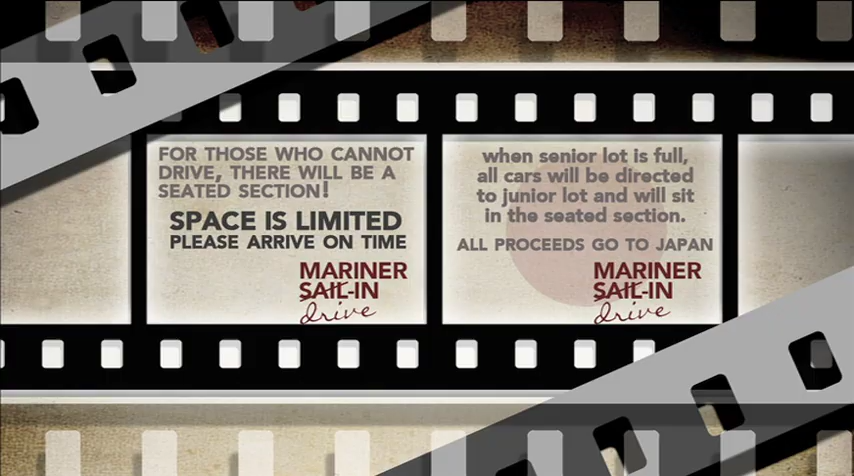 FOR THOSE WHO CANNOT
DRIVE, THERE WILL BE A
SEATED SECTION!
SPACE IS LIMITED
PLEASE ARRIVE ON TIME
MARINER
SAIL-IN
drive
when senior lot is full,
all cars will be directed
to junior lot and will sit
in the seated section.
ALL PROCEEDS GO TO JAPAN
MARINER
SAIL-IN
drive